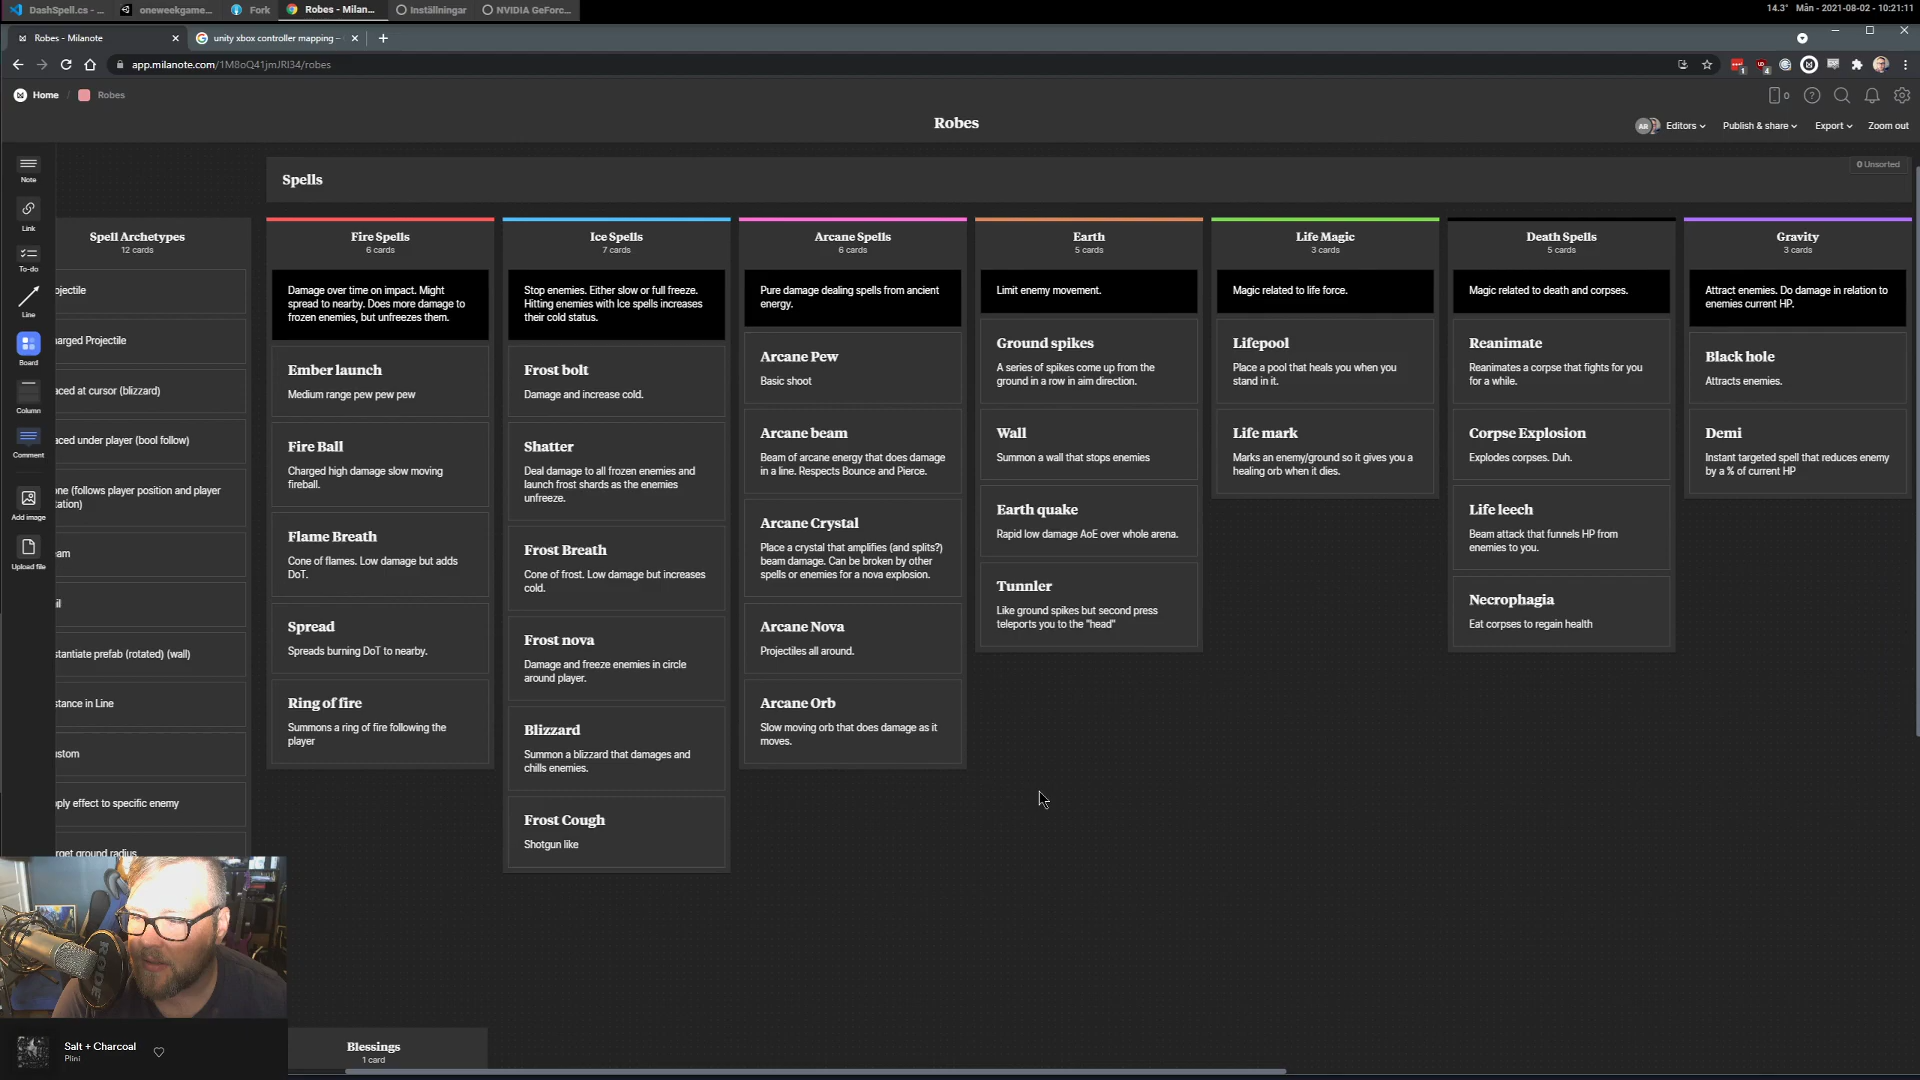 DashSpell.cs - ...
oneweekgame...
Fork
Robes - Milan...
Inställningar
NVIDIA GeForc...
14.3° Mån - 2021-08-02 - 10:21:11
Robes - Milanote
unity xbox controller mapping –
app.milanote.com/1M8oQ41jmJRI34/robes
Home / Robes
0
Robes
AR
Editors
Publish & share
Export
Zoom out
0 Unsorted
Note
Link
To-do
Line
Board
Column
Comment
Add image
Upload file
Spells
Spell Archetypes
12 cards
ojectile
arged Projectile
aced at cursor (blizzard)
aced under player (bool follow)
one (follows player position and player
tation)
am
il
stantiate prefab (rotated) (wall)
stance in Line
ustom
pply effect to specific enemy
rget ground radius
Fire Spells
6 cards
Damage over time on impact. Might
spread to nearby. Does more damage to
frozen enemies, but unfreezes them.
Ember launch
Medium range pew pew pew
Fire Ball
Charged high damage slow moving
fireball.
Flame Breath
Cone of flames. Low damage but adds
DoT.
Spread
Spreads burning DoT to nearby.
Ring of fire
Summons a ring of fire following the
player
Ice Spells
7 cards
Stop enemies. Either slow or full freeze.
Hitting enemies with Ice spells increases
their cold status.
Frost bolt
Damage and increase cold.
Shatter
Deal damage to all frozen enemies and
launch frost shards as the enemies
unfreeze.
Frost Breath
Cone of frost. Low damage but increases
cold.
Frost nova
Damage and freeze enemies in circle
around player.
Blizzard
Summon a blizzard that damages and
chills enemies.
Frost Cough
Shotgun like
Arcane Spells
6 cards
Pure damage dealing spells from ancient
energy.
Arcane Pew
Basic shoot
Arcane beam
Beam of arcane energy that does damage
in a line. Respects Bounce and Pierce.
Arcane Crystal
Place a crystal that amplifies (and splits?)
beam damage. Can be broken by other
spells or enemies for a nova explosion.
Arcane Nova
Projectiles all around.
Arcane Orb
Slow moving orb that does damage as it
moves.
Earth
5 cards
Limit enemy movement.
Ground spikes
A series of spikes come up from the
ground in a row in aim direction.
Wall
Summon a wall that stops enemies
Earth quake
Rapid low damage AoE over whole arena.
Tunnler
Like ground spikes but second press
teleports you to the "head"
Life Magic
3 cards
Magic related to life force.
Lifepool
Place a pool that heals you when you
stand in it.
Life mark
Marks an enemy/ground so it gives you a
healing orb when it dies.
Death Spells
5 cards
Magic related to death and corpses.
Reanimate
Reanimates a corpse that fights for you
for a while.
Corpse Explosion
Explodes corpses. Duh.
Life leech
Beam attack that funnels HP from
enemies to you.
Necrophagia
Eat corpses to regain health
Gravity
3 cards
Attract enemies. Do damage in relation to
enemies current HP.
Black hole
Attracts enemies.
Demi
Instant targeted spell that reduces enemy
by a % of current HP
RODE
Salt + Charcoal
Plini
Blessings
1 card